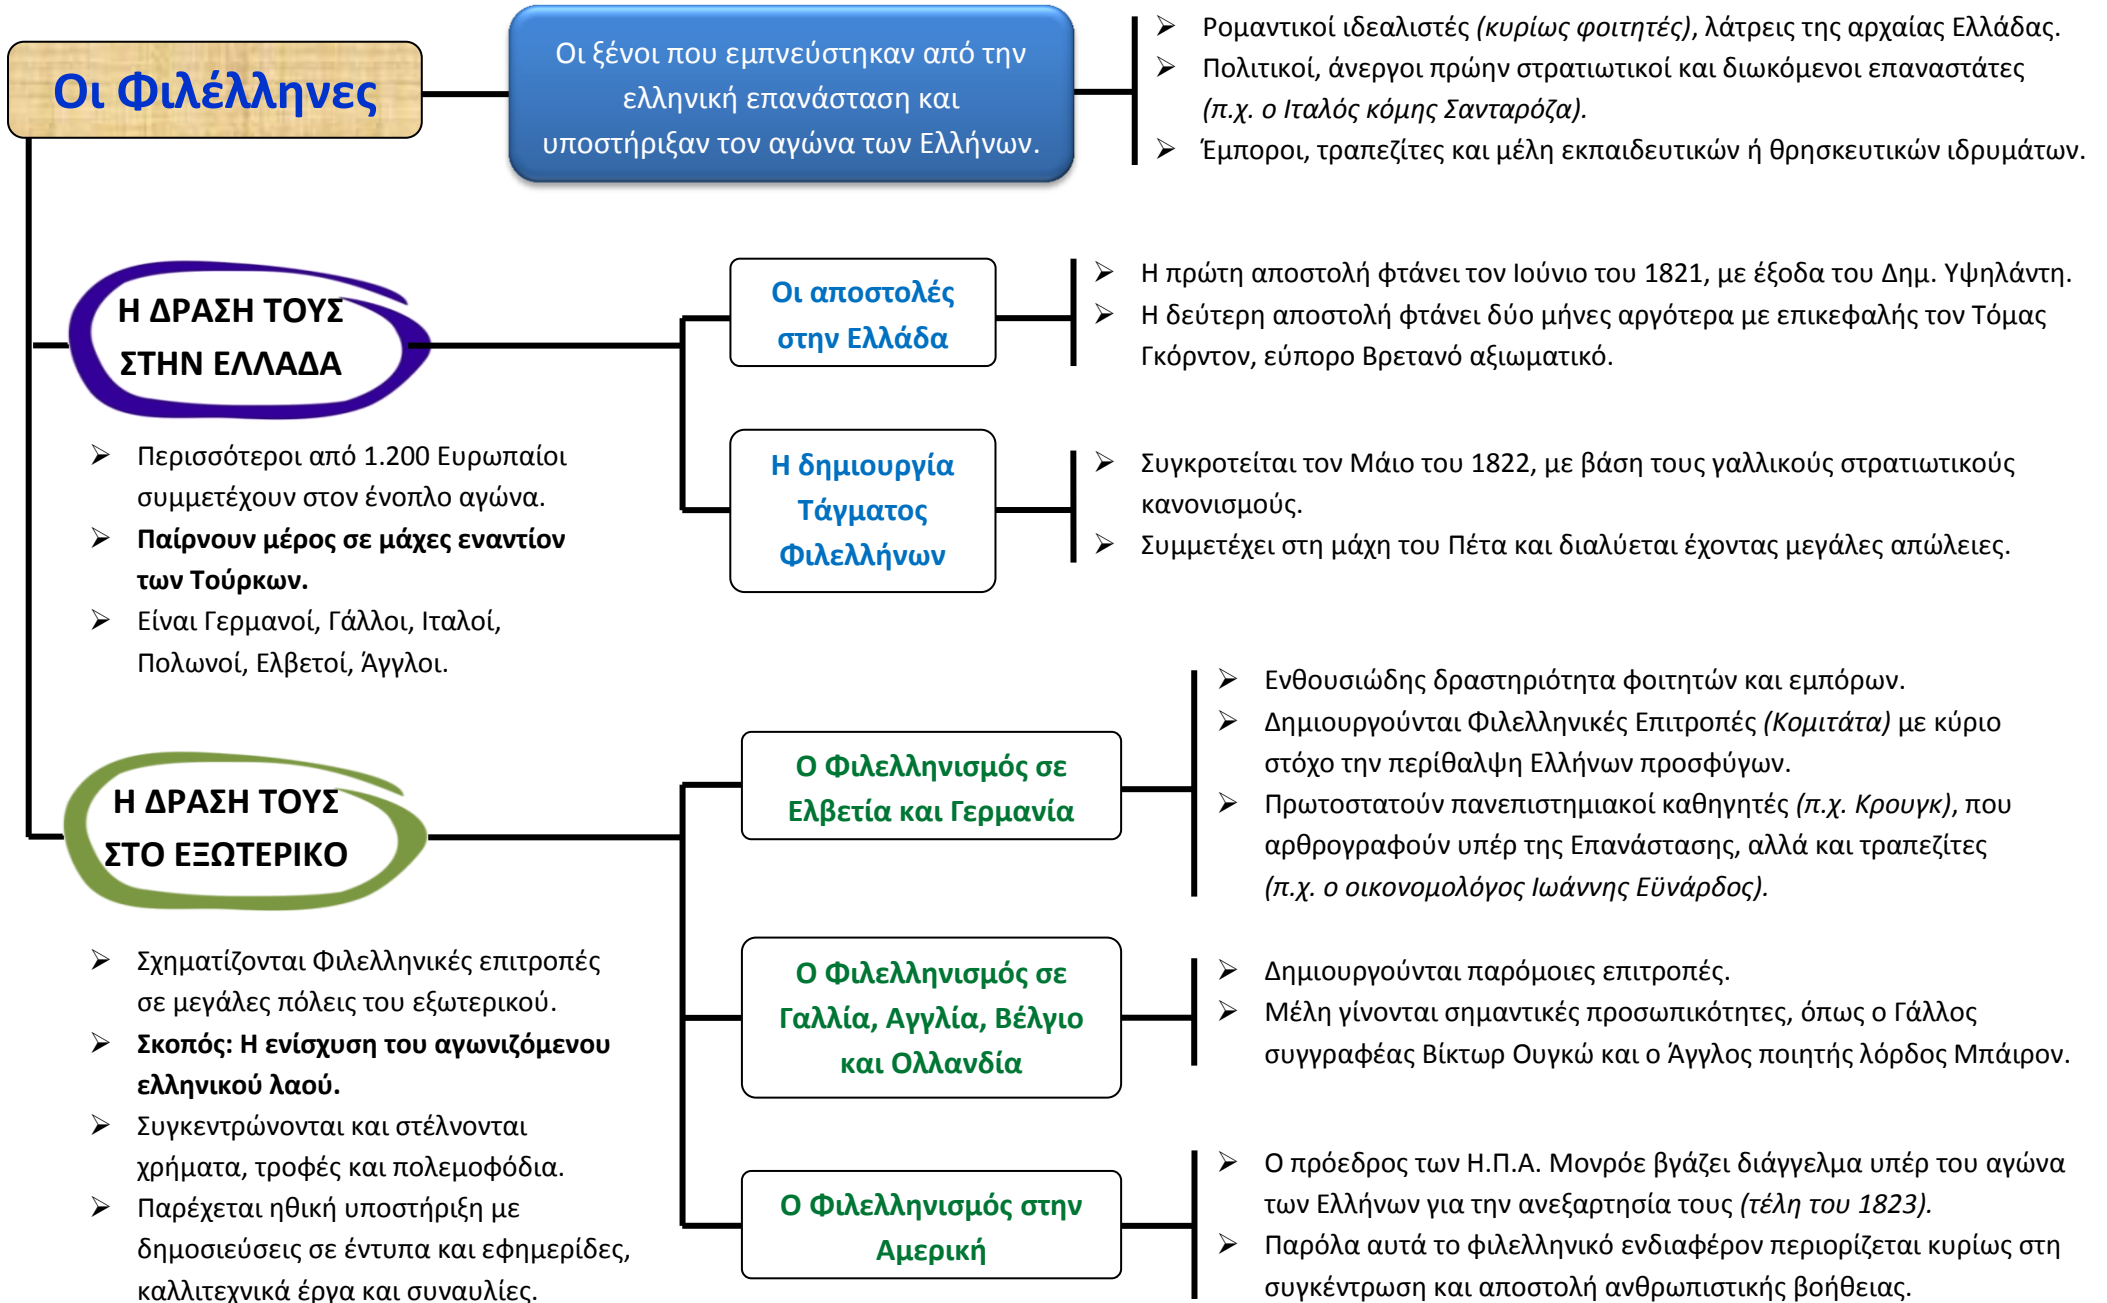 Οι Φιλέλληνες
Οι ξένοι που εμπνεύστηκαν από την
ελληνική επανάσταση και
υποστήριξαν τον αγώνα των Ελλήνων.
➢ Ρομαντικοί ιδεαλιστές (κυρίως φοιτητές), λάτρεις της αρχαίας Ελλάδας.
➢ Πολιτικοί, άνεργοι πρώην στρατιωτικοί και διωκόμενοι επαναστάτες
(π.χ. ο Ιταλός κόμης Σανταρόζα).
➢ Έμποροι, τραπεζίτες και μέλη εκπαιδευτικών ή θρησκευτικών ιδρυμάτων.
Η ΔΡΑΣΗ ΤΟΥΣ
ΣΤΗΝ ΕΛΛΑΔΑ
➢ Περισσότεροι από 1.200 Ευρωπαίοι
συμμετέχουν στον ένοπλο αγώνα.
➢ Παίρνουν μέρος σε μάχες εναντίον
των Τούρκων.
➢ Είναι Γερμανοί, Γάλλοι, Ιταλοί,
Πολωνοί, Ελβετοί, Άγγλοι.
Οι αποστολές
στην Ελλάδα
➢ Η πρώτη αποστολή φτάνει τον Ιούνιο του 1821, με έξοδα του Δημ. Υψηλάντη.
➢ Η δεύτερη αποστολή φτάνει δύο μήνες αργότερα με επικεφαλής τον Τόμας
Γκόρντον, εύπορο Βρετανό αξιωματικό.
Η δημιουργία
Τάγματος
Φιλελλήνων
➢ Συγκροτείται τον Μάιο του 1822, με βάση τους γαλλικούς στρατιωτικούς
κανονισμούς.
➢ Συμμετέχει στη μάχη του Πέτα και διαλύεται έχοντας μεγάλες απώλειες.
Η ΔΡΑΣΗ ΤΟΥΣ
ΣΤΟ ΕΞΩΤΕΡΙΚΟ
➢ Σχηματίζονται Φιλελληνικές επιτροπές
σε μεγάλες πόλεις του εξωτερικού.
➢ Σκοπός: Η ενίσχυση του αγωνιζόμενου
ελληνικού λαού.
➢ Συγκεντρώνονται και στέλνονται
χρήματα, τροφές και πολεμοφόδια.
➢ Παρέχεται ηθική υποστήριξη με
δημοσιεύσεις σε έντυπα και εφημερίδες,
καλλιτεχνικά έργα και συναυλίες.
Ο Φιλελληνισμός σε
Ελβετία και Γερμανία
➢ Ενθουσιώδης δραστηριότητα φοιτητών και εμπόρων.
➢ Δημιουργούνται Φιλελληνικές Επιτροπές (Κομιτάτα) με κύριο
στόχο την περίθαλψη Ελλήνων προσφύγων.
➢ Πρωτοστατούν πανεπιστημιακοί καθηγητές (π.χ. Κρουγκ), που
αρθρογραφούν υπέρ της Επανάστασης, αλλά και τραπεζίτες
(π.χ. ο οικονομολόγος Ιωάννης Εϋνάρδος).
Ο Φιλελληνισμός σε
Γαλλία, Αγγλία, Βέλγιο
και Ολλανδία
➢ Δημιουργούνται παρόμοιες επιτροπές.
➢ Μέλη γίνονται σημαντικές προσωπικότητες, όπως ο Γάλλος
συγγραφέας Βίκτωρ Ουγκώ και ο Άγγλος ποιητής λόρδος Μπάιρον.
Ο Φιλελληνισμός στην
Αμερική
➢ Ο πρόεδρος των Η.Π.Α. Μονρόε βγάζει διάγγελμα υπέρ του αγώνα
των Ελλήνων για την ανεξαρτησία τους (τέλη του 1823).
➢ Παρόλα αυτά το φιλελληνικό ενδιαφέρον περιορίζεται κυρίως στη
συγκέντρωση και αποστολή ανθρωπιστικής βοήθειας.